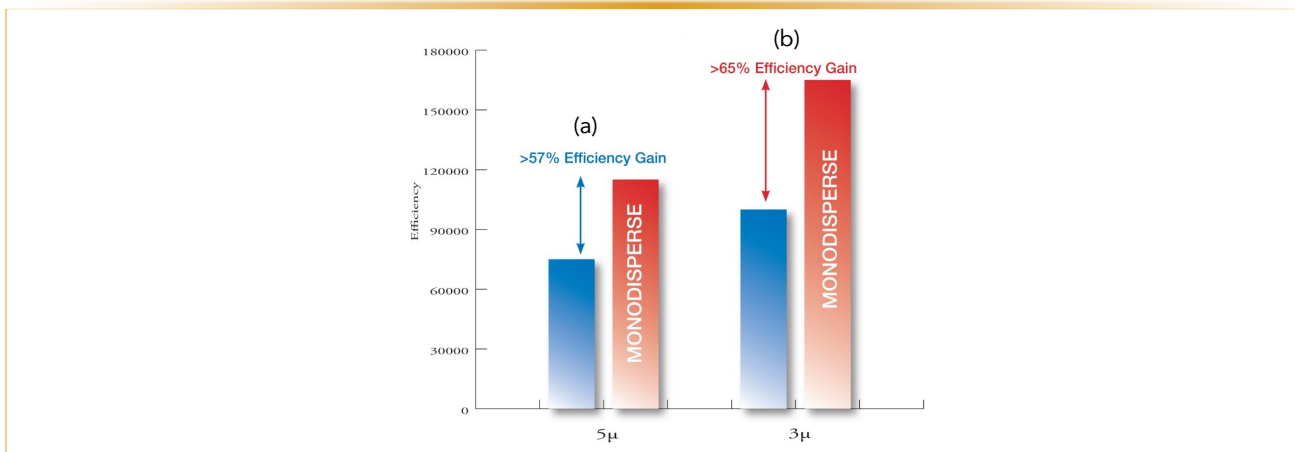 (b)
180000
>65% Efficiency Gain
150000
(a)
>57% Efficiency Gain
120000
Efficiency
90000
60000
30000
0
MONODISPERSE
MONODISPERSE
5µ
3µ